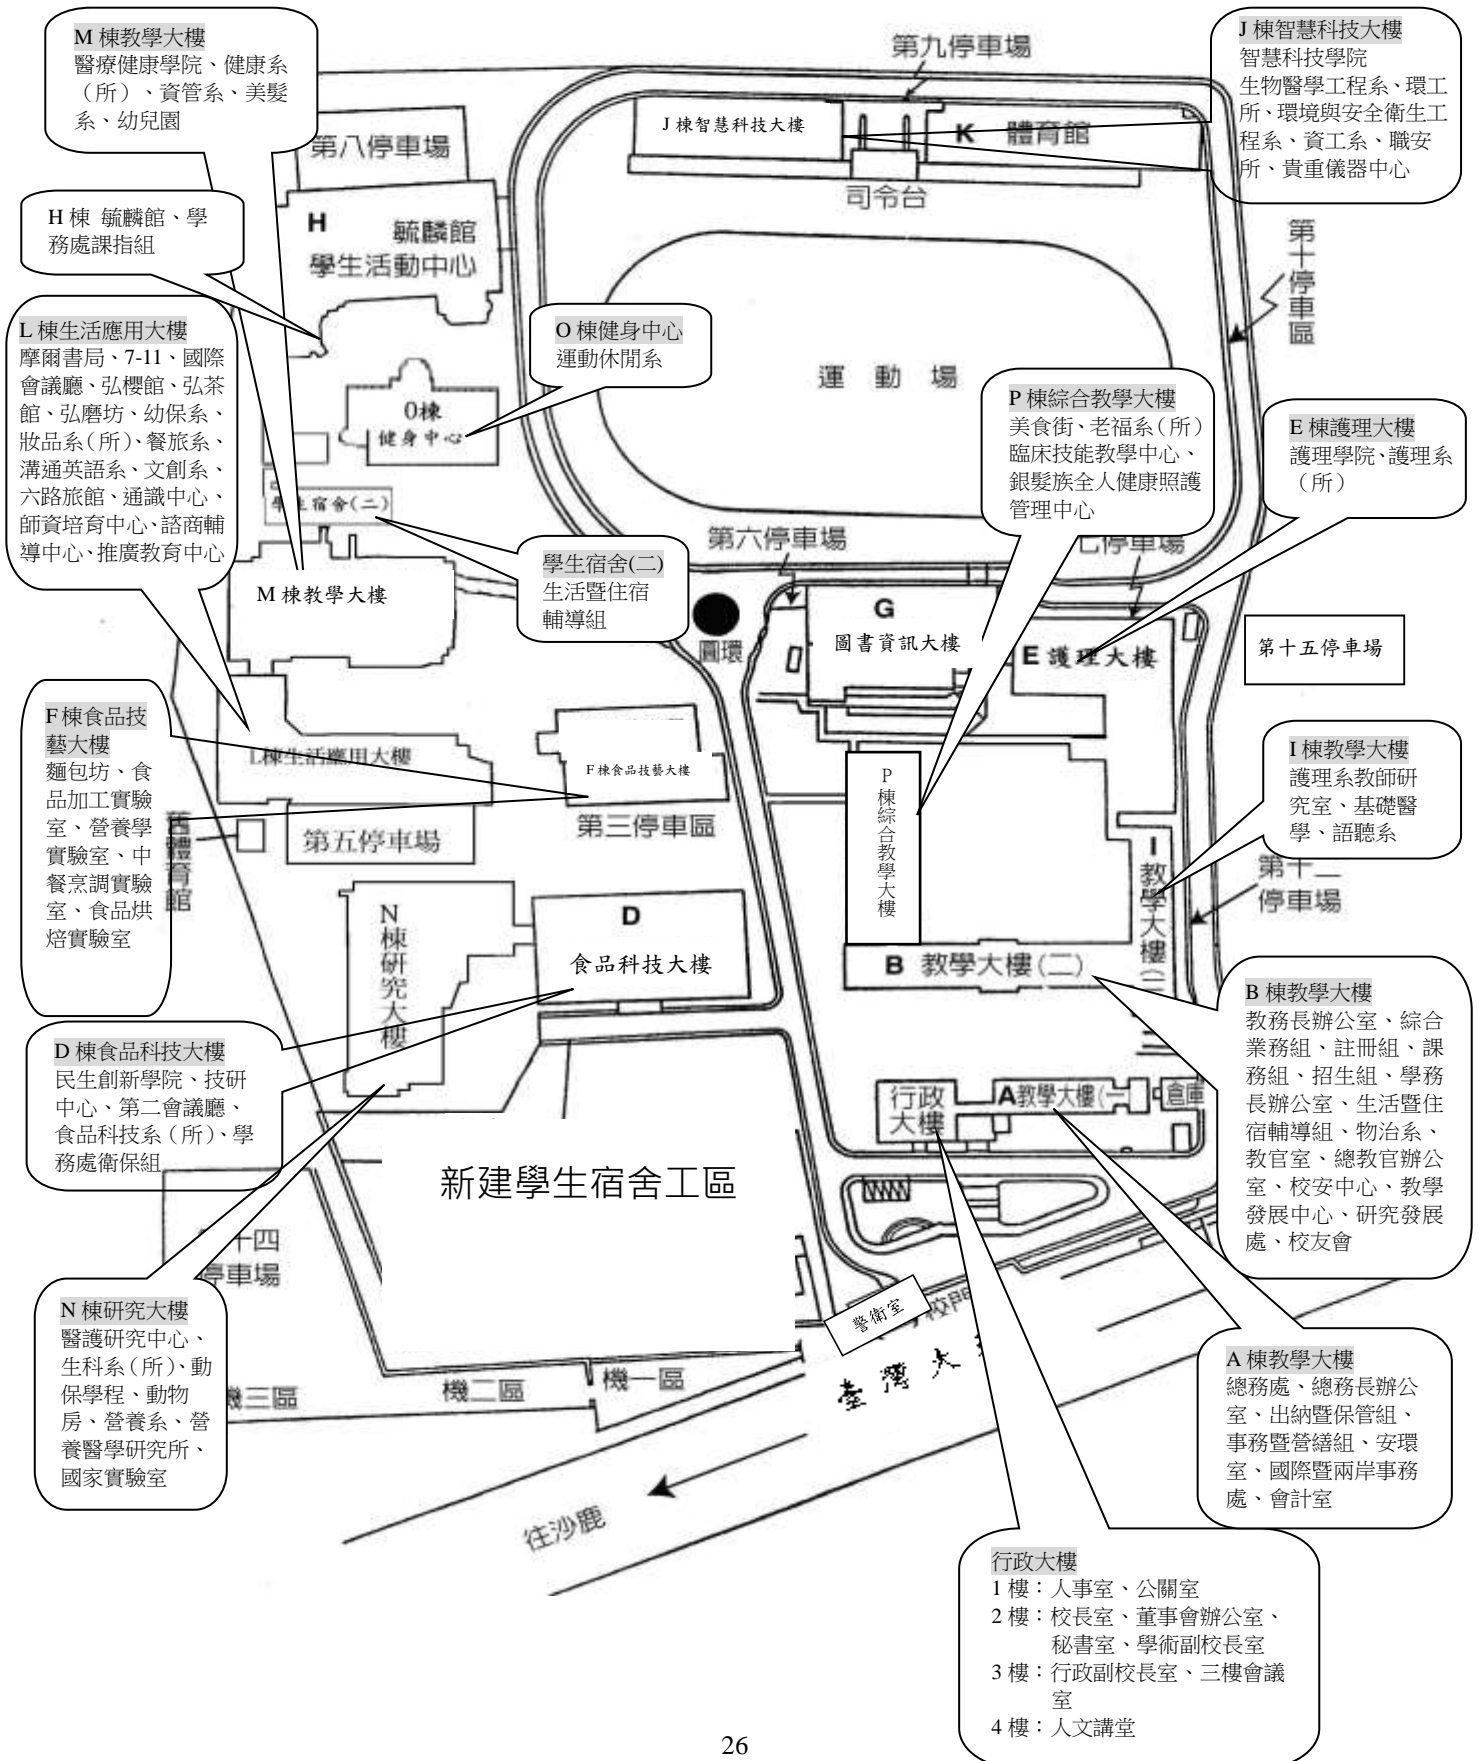 M 棟教學大樓
醫療健康學院、健康系
（所）、資管系、美髮
系、幼兒園
第九停車場
J 棟智慧科技大樓
智慧科技學院
生物醫學工程系、環工
所、環境與安全衛生工
程系、資工系、職安
所、貴重儀器中心
J 棟智慧科技大樓
K 體育館
司令台
第八停車場
H 棟 毓麟館、學
務處課指組
H 毓麟館
學生活動中心
第十停車區
L 棟生活應用大樓
摩爾書局、7-11、國際
會議廳、弘櫻館、弘茶
館、弘磨坊、幼保系、
妝品系（所）、餐旅系、
溝通英語系、文創系、
六路旅館、通識中心、
師資培育中心、諮商輔
導中心、推廣教育中心
O 棟健身中心
運動休閒系
O棟
健身中心
運動場
P 棟綜合教學大樓
美食街、老福系（所）
臨床技能教學中心、
銀髮族全人健康照護
管理中心
E 棟護理大樓
護理學院、護理系
（所）
學生宿舍(二)
學生宿舍(二)
生活暨住宿
輔導組
第六停車場
七停車場
M 棟教學大樓
圓環
G
圖書資訊大樓
E 護理大樓
第十五停車場
F 棟食品技
藝大樓
麵包坊、食
品加工實驗
室、營養學
實驗室、中
餐烹調實驗
室、食品烘
焙實驗室
L棟生活應用大樓
F 棟食品技藝大樓
第三停車區
第五停車場
舊體育館
P棟綜合教學大樓
I 棟教學大樓
護理系教師研
究室、基礎醫
學、語聽系
I 教學大樓(三
第十二
停車場
N棟研究大樓
D
食品科技大樓
B 教學大樓(二)
B 棟教學大樓
教務長辦公室、綜合
業務組、註冊組、課
務組、招生組、學務
長辦公室、生活暨住
宿輔導組、物治系、
教官室、總教官辦公
室、校安中心、教學
發展中心、研究發展
處、校友會
D 棟食品科技大樓
民生創新學院、技研
中心、第二會議廳、
食品科技系（所）、學
務處衛保組
行政
大樓
A教學大樓(一
倉庫
新建學生宿舍工區
十四
停車場
N 棟研究大樓
醫護研究中心、
生科系（所）、動
保學程、動物
房、營養系、營
養醫學研究所、
國家實驗室
機三區
機二區
機一區
警衛室
校門
臺灣大
A 棟教學大樓
總務處、總務長辦公
室、出納暨保管組、
事務暨營繕組、安環
室、國際暨兩岸事務
處、會計室
往沙鹿
行政大樓
1 樓：人事室、公關室
2 樓：校長室、董事會辦公室、
秘書室、學術副校長室
3 樓：行政副校長室、三樓會議
室
4 樓：人文講堂
26